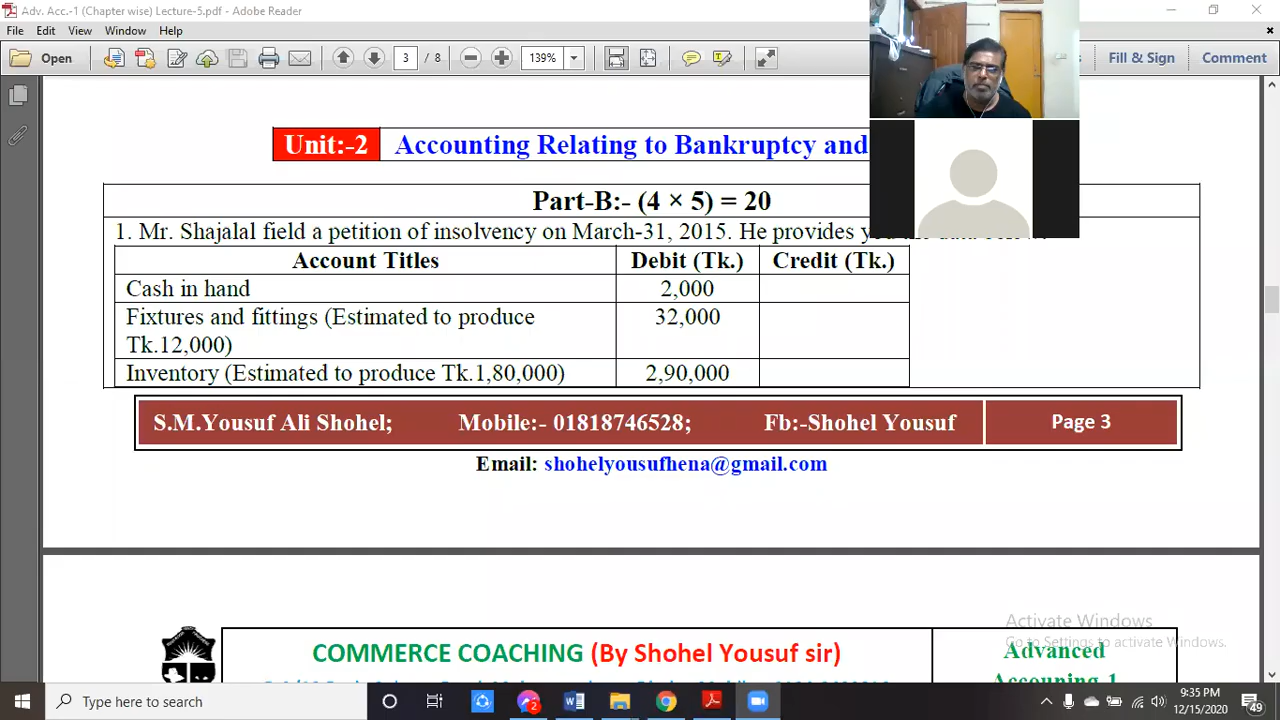 Adv. Acc.-1 (Chapter wise) Lecture-5.pdf - Adobe Reader
File Edit View Window Help
Open 3 / 8 139% Fill & Sign Comment
Unit:-2 Accounting Relating to Bankruptcy and
Part-B:- (4 × 5) = 20
1. Mr. Shajalal field a petition of insolvency on March-31, 2015. He provides
Account Titles Debit (Tk.) Credit (Tk.)
Cash in hand 2,000
Fixtures and fittings (Estimated to produce 32,000
Tk.12,000)
Inventory (Estimated to produce Tk.1,80,000) 2,90,000
S.M.Yousuf Ali Shohel; Mobile:- 01818746528; Fb:-Shohel Yousuf Page 3
Email: shohelyousufhena@gmail.com
Activate Windows
Go to Settings to activate Windows.
COMMERCE COACHING (By Shohel Yousuf sir) Advanced
Accouping-1
Type here to search 2 9:35 PM
12/15/2020 49